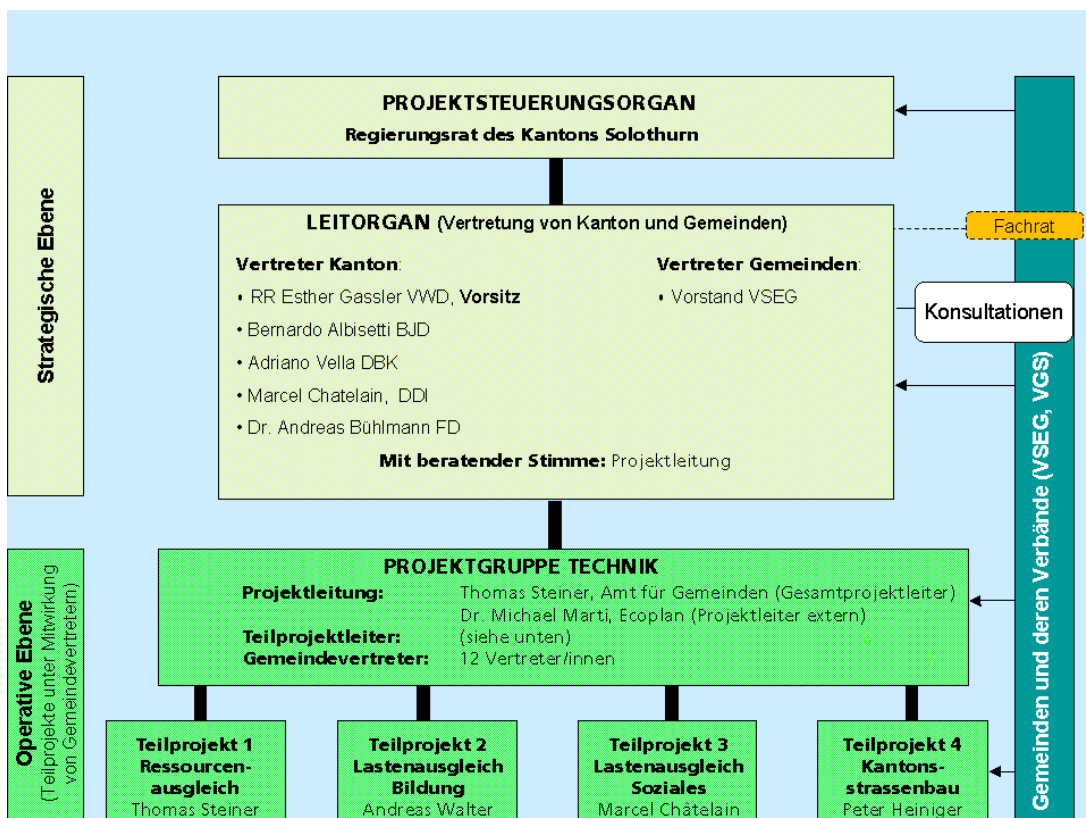 PROJEKTSTEUERUNGSORGAN
Regierungsrat des Kantons Solothurn
Strategische Ebene
LEITORGAN (Vertretung von Kanton und Gemeinden)
Fachrat
Vertreter Kanton:
Vertreter Gemeinden:
• RR Esther Gassler VWD, Vorsitz
• Vorstand VSEG
Konsultationen
• Bernardo Albisetti BJD
• Adriano Vella DBK
• Marcel Chatelain, DDI
• Dr. Andreas Bühlmann FD
Mit beratender Stimme: Projektleitung
Gemeinden und deren Verbände (VSEG, VGS)
Operative Ebene
(Teilprojekte unter Mitwirkung
von Gemeindevertretern)
PROJEKTGRUPPE TECHNIK
Projektleitung: Thomas Steiner, Amt für Gemeinden (Gesamtprojektleiter)
Dr. Michael Marti, Ecoplan (Projektleiter extern)
Teilprojektleiter: (siehe unten)
Gemeindevertreter: 12 Vertreter/innen
Teilprojekt 1
Ressourcen-
ausgleich
Thomas Steiner
Teilprojekt 2
Lastenausgleich
Bildung
Andreas Walter
Teilprojekt 3
Lastenausgleich
Soziales
Marcel Châtelain
Teilprojekt 4
Kantons-
strassenbau
Peter Heiniger